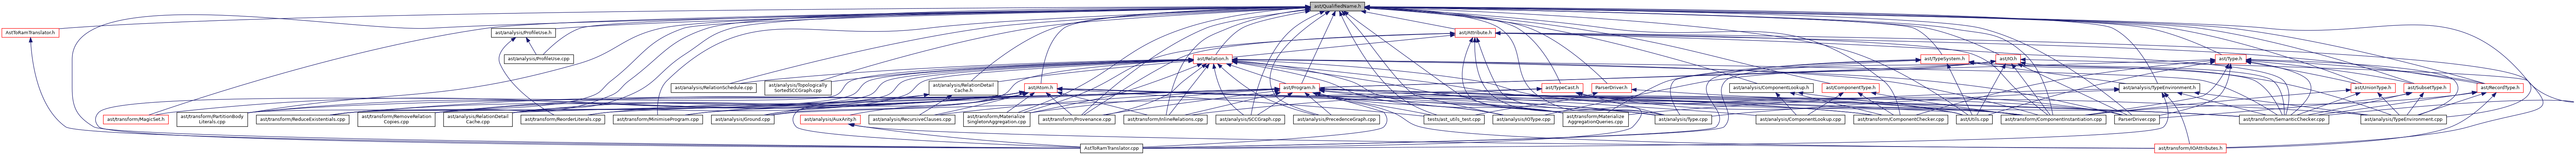 ast/QualifiedName.h
AstToRamTranslator.h
ast/analysis/ProfileUse.h
ast/Attribute.h
ast/analysis/ProfileUse.cpp
ast/Relation.h
ast/TypeSystem.h
ast/IO.h
ast/Type.h
ast/analysis/RelationSchedule.cpp
ast/analysis/Topologically
SortedSCCGraph.cpp
ast/analysis/RelationDetail
Cache.h
ast/Atom.h
ast/Program.h
ast/TypeCast.h
ParserDriver.h
ast/analysis/ComponentLookup.h
ast/ComponentType.h
ast/analysis/TypeEnvironment.h
ast/UnionType.h
ast/SubsetType.h
ast/RecordType.h
ast/transform/MagicSet.h
ast/transform/PartitionBody
Literals.cpp
ast/transform/ReduceExistentials.cpp
ast/transform/RemoveRelation
Copies.cpp
ast/analysis/RelationDetail
Cache.cpp
ast/transform/ReorderLiterals.cpp
ast/transform/MinimiseProgram.cpp
ast/analysis/Ground.cpp
ast/analysis/AuxArity.h
ast/analysis/RecursiveClauses.cpp
ast/transform/Materialize
SingletonAggregation.cpp
ast/transform/Provenance.cpp
ast/transform/InlineRelations.cpp
ast/analysis/SCCGraph.cpp
ast/analysis/PrecedenceGraph.cpp
tests/ast_utils_test.cpp
ast/analysis/IOType.cpp
ast/transform/Materialize
AggregationQueries.cpp
ast/analysis/Type.cpp
ast/analysis/ComponentLookup.cpp
ast/transform/ComponentChecker.cpp
ast/Utils.cpp
ast/transform/ComponentInstantiation.cpp
ParserDriver.cpp
ast/transform/SemanticChecker.cpp
ast/analysis/TypeEnvironment.cpp
AstToRamTranslator.cpp
ast/transform/IOAttributes.h